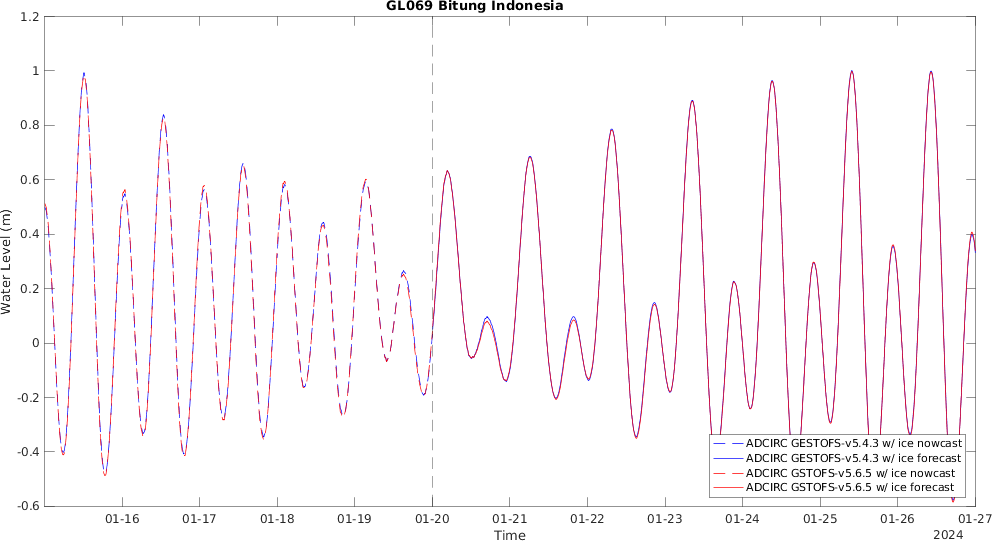 GL069 Bitung Indonesia
1.2
1
0.8
0.6
0.4
0.2
0
-0.2
-0.4
-0.6
Water Level (m)
ADCIRC GESTOFS-v5.4.3 w/ ice nowcast
ADCIRC GESTOFS-v5.4.3 w/ ice forecast
ADCIRC GSTOFS-v5.6.5 w/ ice nowcast
ADCIRC GSTOFS-v5.6.5 w/ ice forecast
01-16 01-17 01-18 01-19 01-20 01-21 01-22 01-23 01-24 01-25 01-26 01-27
Time
2024